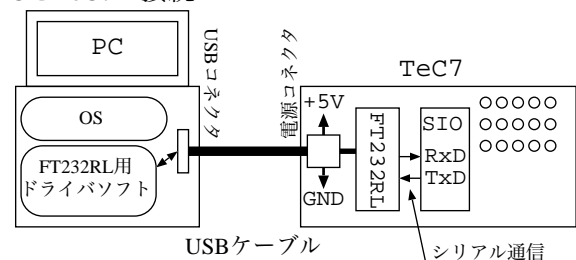 PC
OS
FT232RL用
ドライバソフト
USBコネクタ
電源コネクタ
USBケーブル
TeC7
+5V
GND
FT232RL
SIO
RxD
TxD
シリアル通信